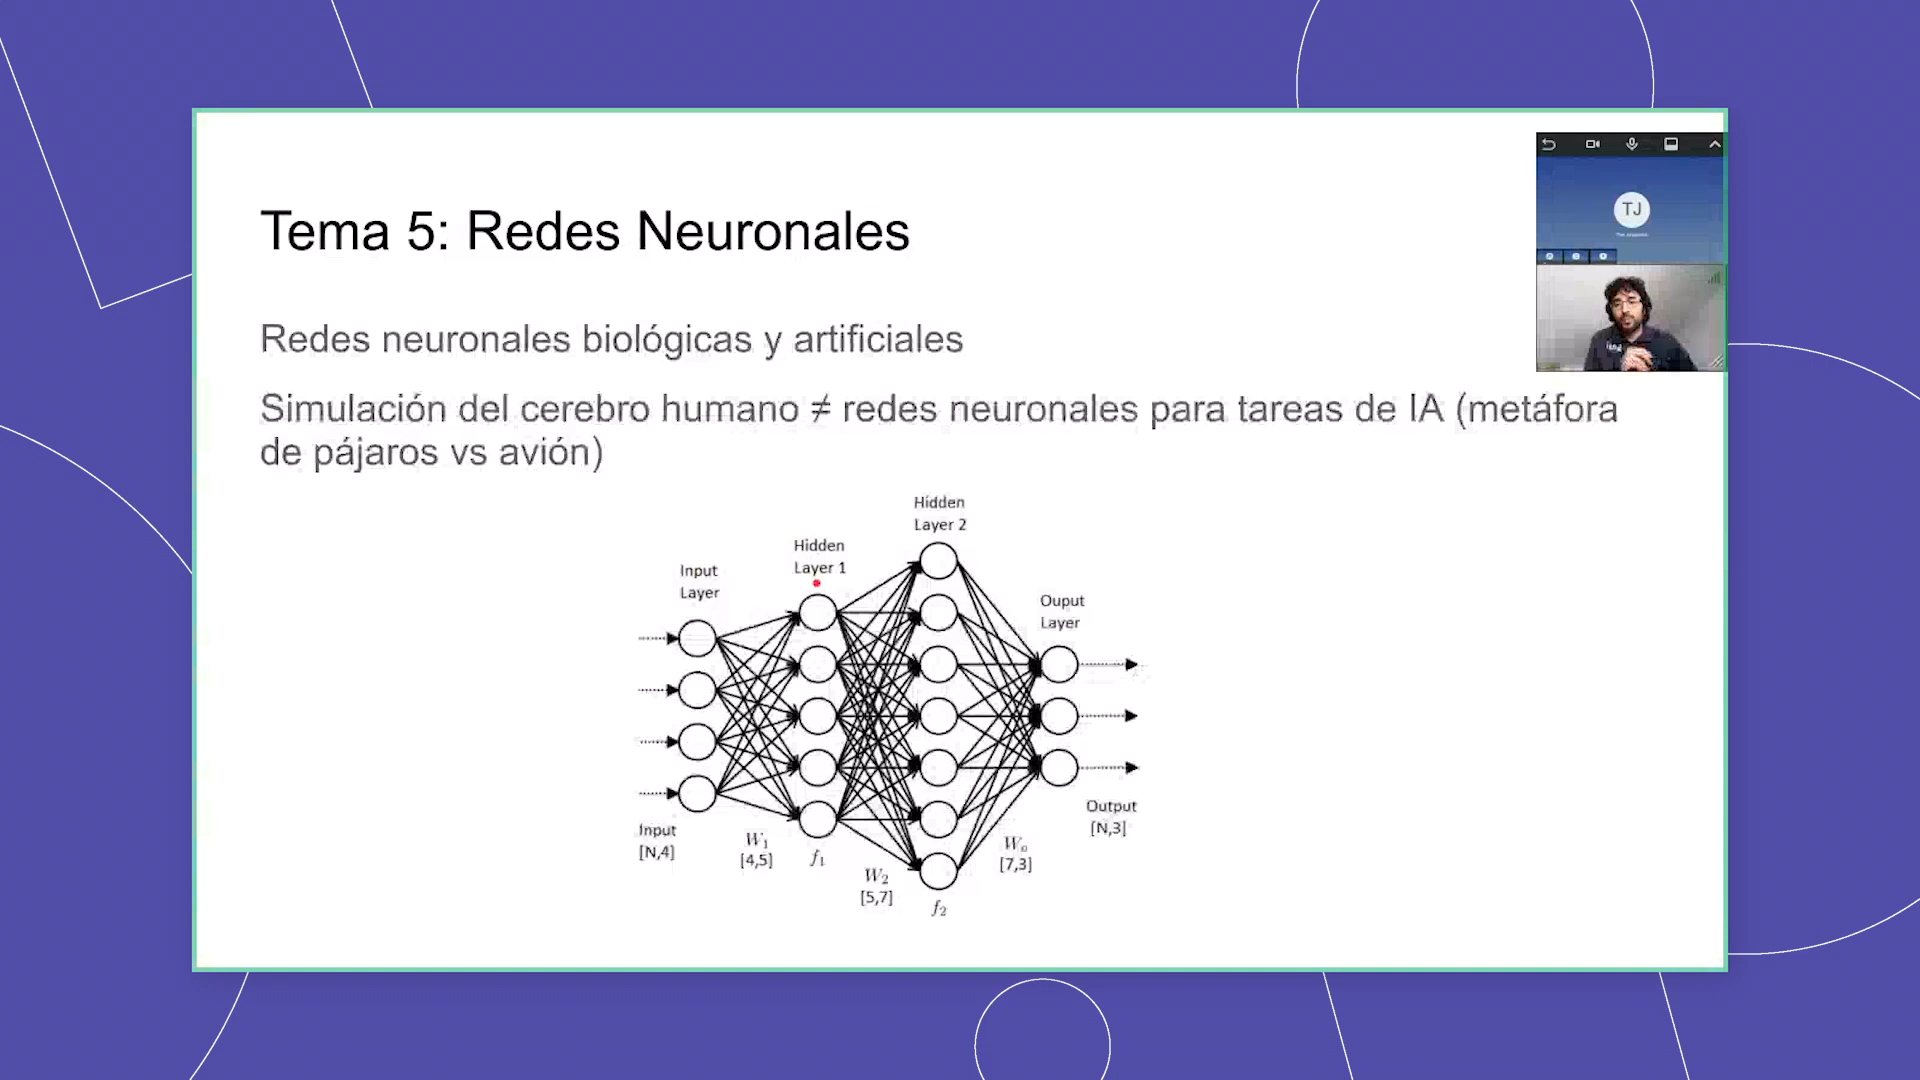 Tema 5: Redes Neuronales
TJ
Redes neuronales biológicas y artificiales
Simulación del cerebro humano ≠ redes neuronales para tareas de IA (metáfora
de pájaros vs avión)
Hidden
Layer 2
Hidden
Layer 1
Input
Layer
Ouput
Layer
Input
[N,4]
W1
[4,5]
f1
W2
[5,7]
f2
Wo
[7,3]
Output
[N,3]